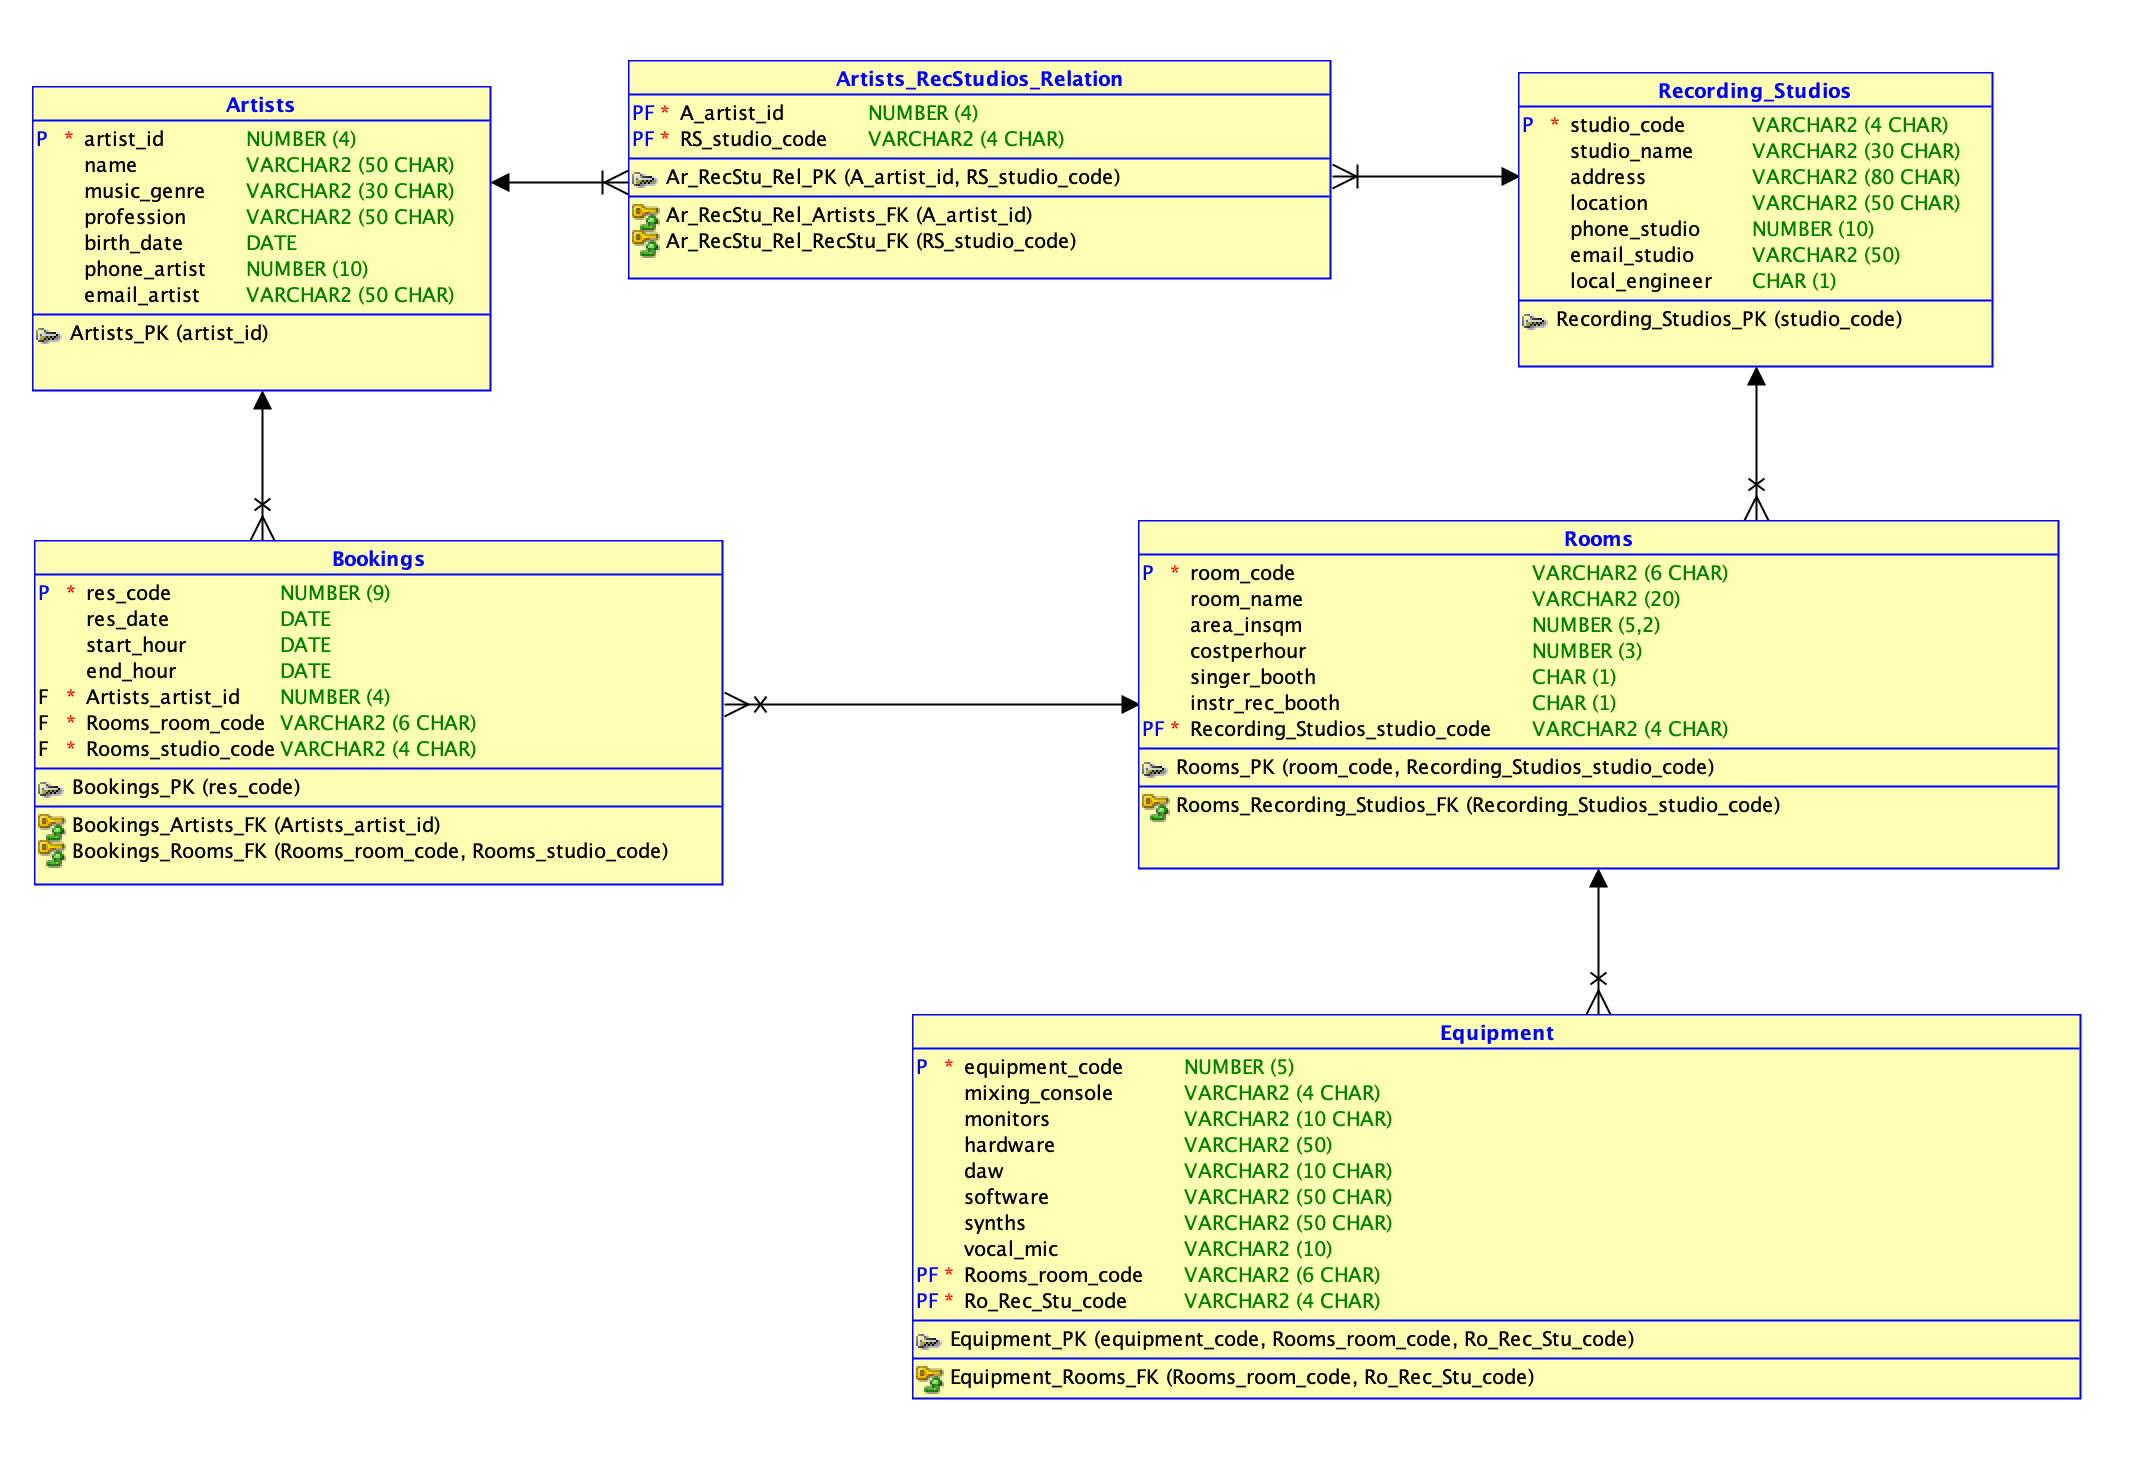 Artists
P * artist_id NUMBER (4)
name VARCHAR2 (50 CHAR)
music_genre VARCHAR2 (30 CHAR)
profession VARCHAR2 (50 CHAR)
birth_date DATE
phone_artist NUMBER (10)
email_artist VARCHAR2 (50 CHAR)
Artists_PK (artist_id)
Artists_RecStudios_Relation
PF * A_artist_id NUMBER (4)
PF * RS_studio_code VARCHAR2 (4 CHAR)
Ar_RecStu_Rel_PK (A_artist_id, RS_studio_code)
Ar_RecStu_Rel_Artists_FK (A_artist_id)
Ar_RecStu_Rel_RecStu_FK (RS_studio_code)
Recording_Studios
P * studio_code VARCHAR2 (4 CHAR)
studio_name VARCHAR2 (30 CHAR)
address VARCHAR2 (80 CHAR)
location VARCHAR2 (50 CHAR)
phone_studio NUMBER (10)
email_studio VARCHAR2 (50)
local_engineer CHAR (1)
Recording_Studios_PK (studio_code)
Bookings
P * res_code NUMBER (9)
res_date DATE
start_hour DATE
end_hour DATE
F * Artists_artist_id NUMBER (4)
F * Rooms_room_code VARCHAR2 (6 CHAR)
F * Rooms_studio_code VARCHAR2 (4 CHAR)
Bookings_PK (res_code)
Bookings_Artists_FK (Artists_artist_id)
Bookings_Rooms_FK (Rooms_room_code, Rooms_studio_code)
Rooms
P * room_code VARCHAR2 (6 CHAR)
room_name VARCHAR2 (20)
area_insqm NUMBER (5,2)
costperhour NUMBER (3)
singer_booth CHAR (1)
instr_rec_booth CHAR (1)
PF * Recording_Studios_studio_code VARCHAR2 (4 CHAR)
Rooms_PK (room_code, Recording_Studios_studio_code)
Rooms_Recording_Studios_FK (Recording_Studios_studio_code)
Equipment
P * equipment_code NUMBER (5)
mixing_console VARCHAR2 (4 CHAR)
monitors VARCHAR2 (10 CHAR)
hardware VARCHAR2 (50)
daw VARCHAR2 (10 CHAR)
software VARCHAR2 (50 CHAR)
synths VARCHAR2 (50 CHAR)
vocal_mic VARCHAR2 (10)
PF * Rooms_room_code VARCHAR2 (6 CHAR)
PF * Ro_Rec_Stu_code VARCHAR2 (4 CHAR)
Equipment_PK (equipment_code, Rooms_room_code, Ro_Rec_Stu_code)
Equipment_Rooms_FK (Rooms_room_code, Ro_Rec_Stu_code)